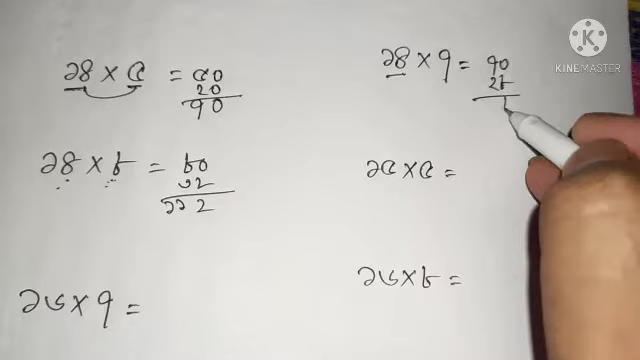 ১৪ × ৫ = ৫০
২০
৭০
১৪ × ৭ = ৭০
২৮
১৪ × ৮ = ৮০
৩২
১১২
১৫ × ৫ =
১৬ × ৭ =
১৬ × ৮ =
KINEMASTER